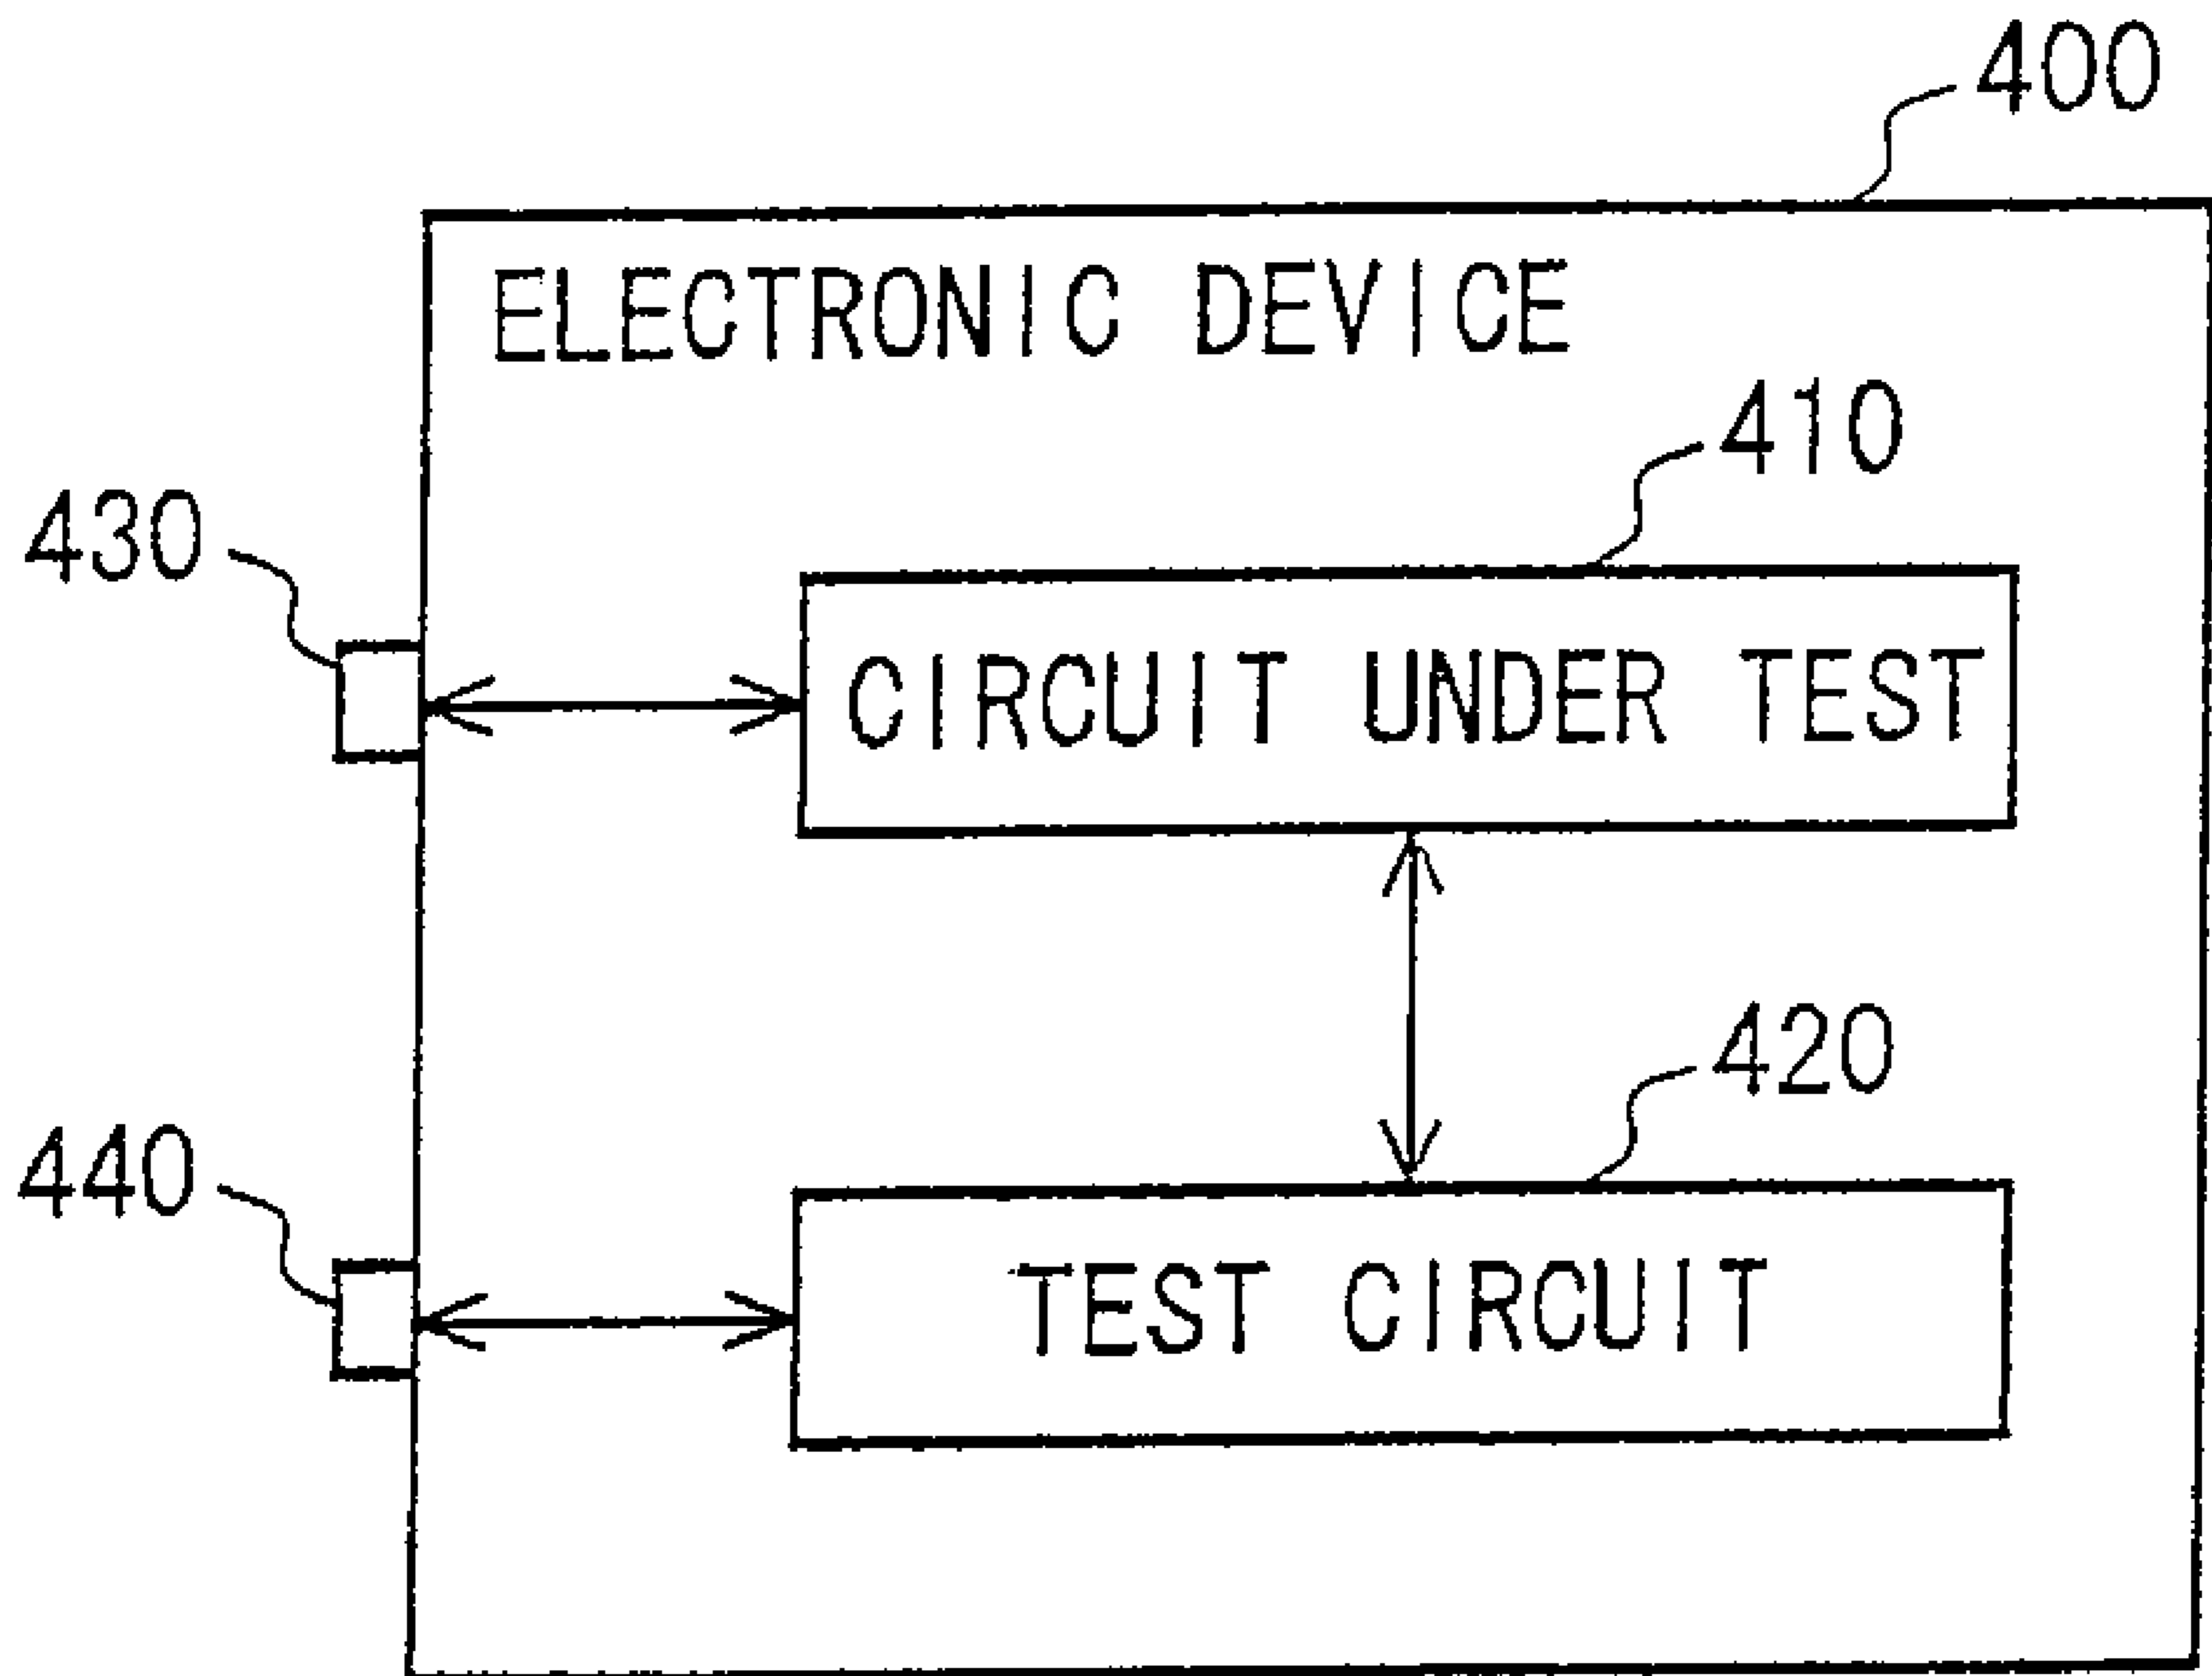 400
ELECTRONIC DEVICE
410
430
CIRCUIT UNDER TEST
420
440
TEST CIRCUIT